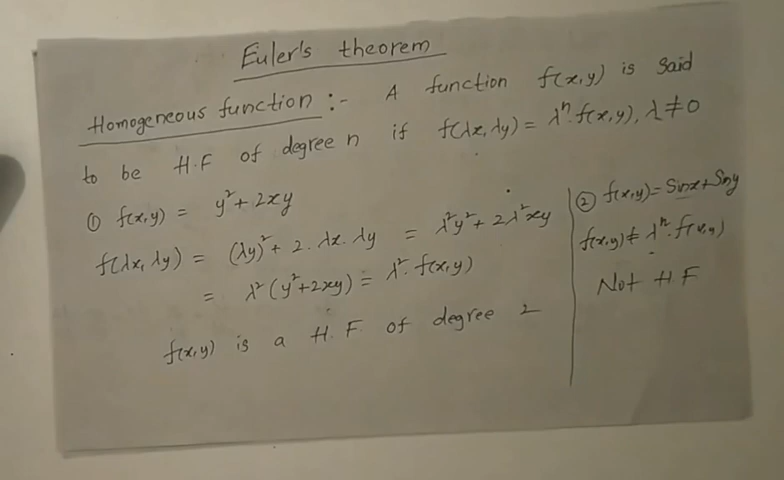 Euler's theorem
Homogeneous function :- A function f(x,y) is said
to be H.F of degree n if f(λx, λy) = λⁿ. f(x,y), λ ≠ 0
① f(x,y) = y² + 2xy
f(λx, λy) = (λy)² + 2. λx. λy = λ²y² + 2λ²xy
= λ² (y²+2xy) = λ². f(x,y)
f(x,y) is a H.F. of degree 2
② f(x,y) = Sinx + Siny
f(x,y) ≠ λⁿ. f(x,y)
Not H.F